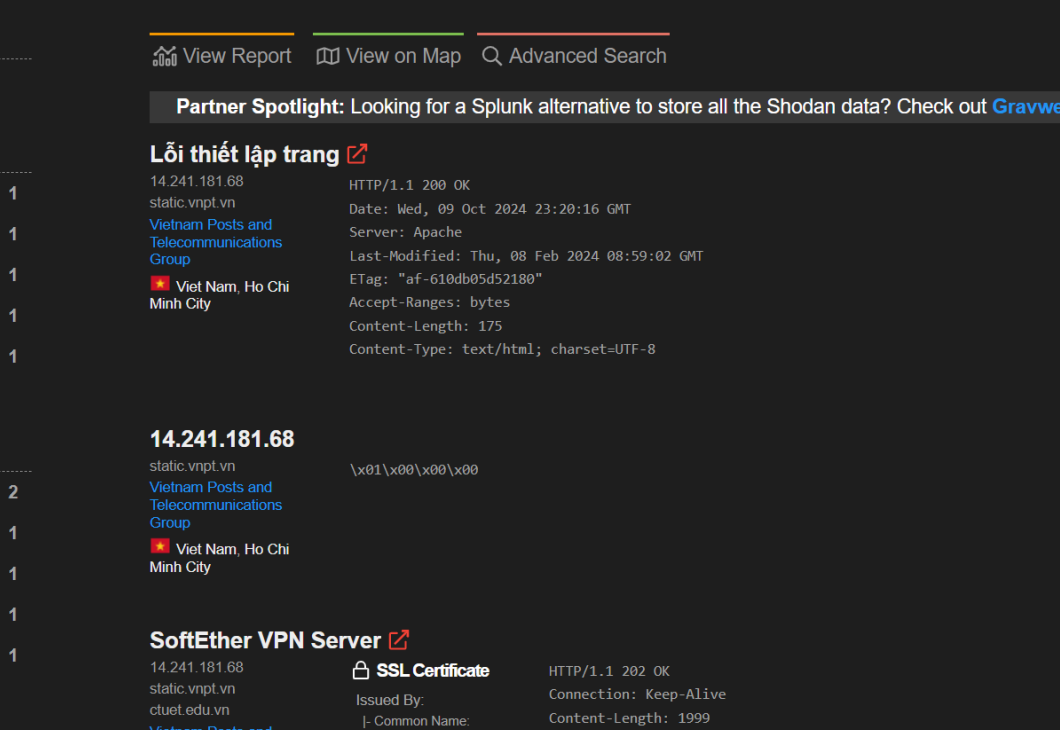 View Report View on Map Advanced Search
Partner Spotlight: Looking for a Splunk alternative to store all the Shodan data? Check out
Lỗi thiết lập trang
14.241.181.68
static.vnpt.vn
Vietnam Posts and
Telecommunications
Group
Viet Nam, Ho Chi
Minh City
HTTP/1.1 200 OK
Date: Wed, 09 Oct 2024 23:20:16 GMT
Server: Apache
Last-Modified: Thu, 08 Feb 2024 08:59:02 GMT
ETag: "af-610db05d52180"
Accept-Ranges: bytes
Content-Length: 175
Content-Type: text/html; charset=UTF-8
1
1
1
1
1
14.241.181.68
static.vnpt.vn
Vietnam Posts and
Telecommunications
Group
Viet Nam, Ho Chi
Minh City
\x01\x00\x00\x00
2
1
1
1
1
SoftEther VPN Server
14.241.181.68
static.vnpt.vn
ctuet.edu.vn
Vietnam Posts and
SSL Certificate
Issued By:
|- Common Name:
HTTP/1.1 202 OK
Connection: Keep-Alive
Content-Length: 1999